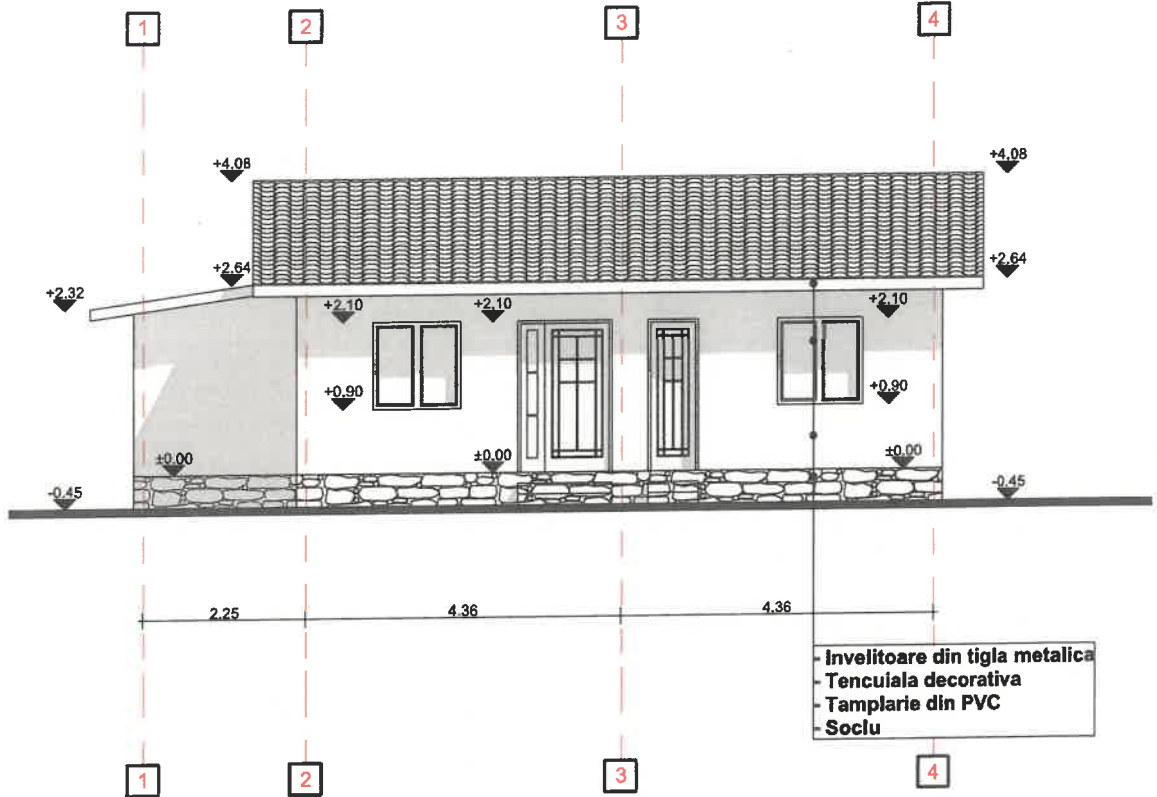 1 2 3 4
+4.08 +4.08
+2.64 +2.64
+2.32
+2,10 +2,10 +2,10
+0,90 +0,90
±0.00 ±0.00 ±0.00
-0.45 -0.45
2.25 4.36 4.36
- Invelitoare din tigla metalica
- Tencuiala decorativa
- Tamplarie din PVC
- Soclu
1 2 3 4